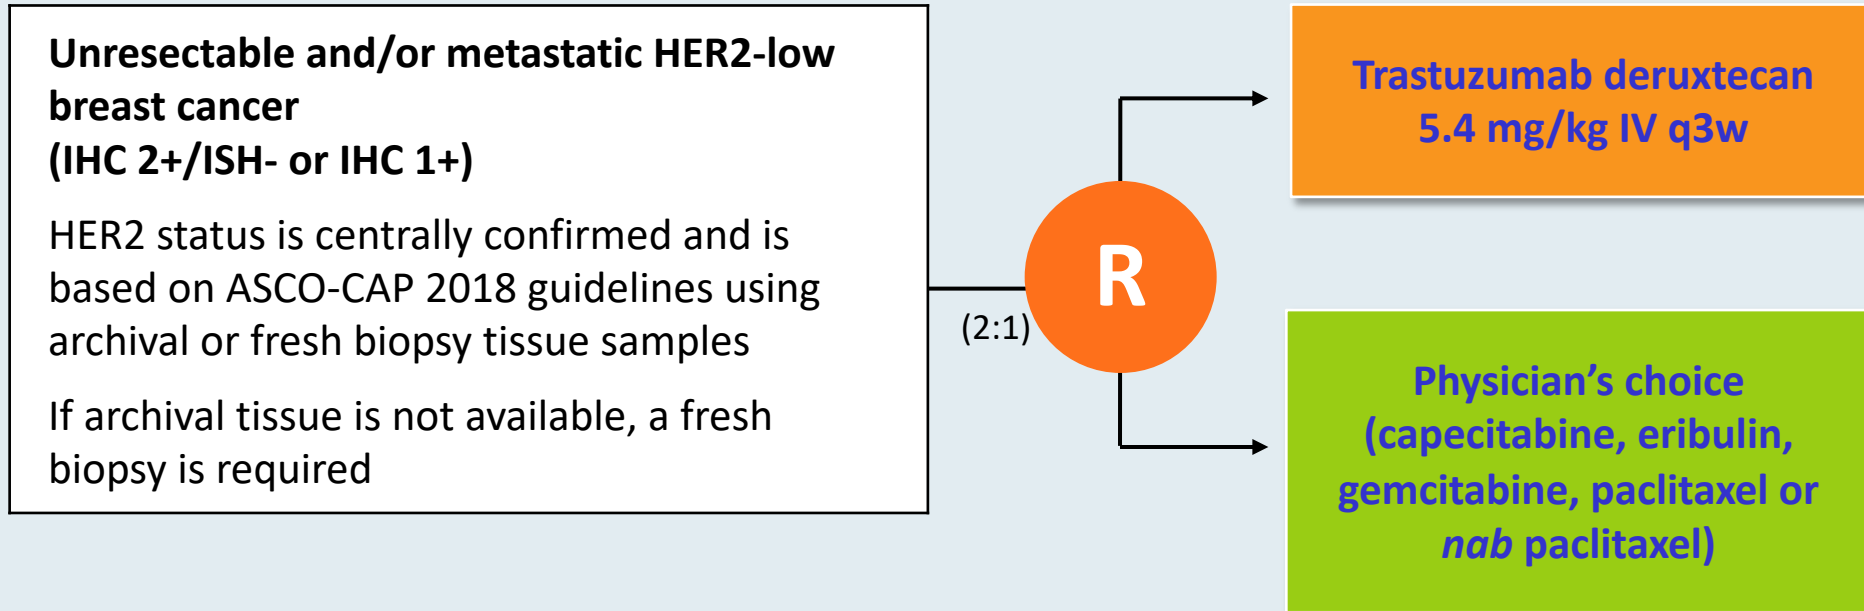 Unresectable and/or metastatic HER2-low
breast cancer
(IHC 2+/ISH- or IHC 1+)
HER2 status is centrally confirmed and is
based on ASCO-CAP 2018 guidelines using
archival or fresh biopsy tissue samples
If archival tissue is not available, a fresh
biopsy is required
(2:1)
R
Trastuzumab deruxtecan
5.4 mg/kg IV q3w
Physician’s choice
(capecitabine, eribulin,
gemcitabine, paclitaxel or
nab paclitaxel)